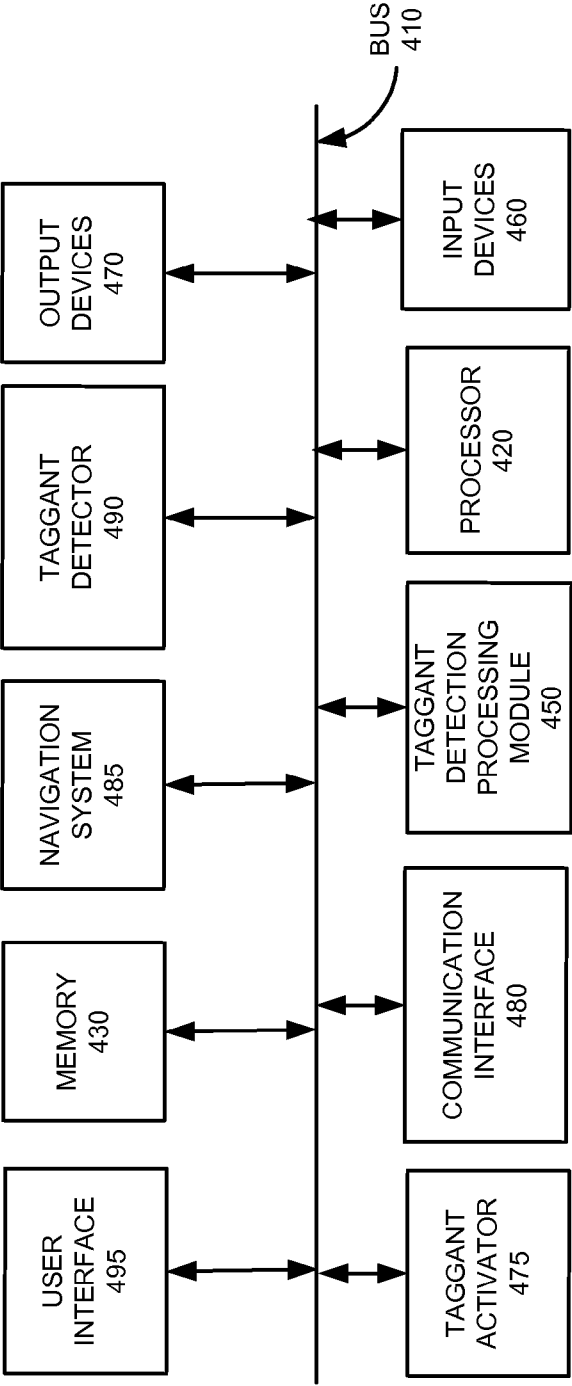 USER
INTERFACE
495
MEMORY
430
NAVIGATION
SYSTEM
485
TAGGANT
DETECTOR
490
OUTPUT
DEVICES
470
BUS
410
TAGGANT
ACTIVATOR
475
COMMUNICATION
INTERFACE
480
TAGGANT
DETECTION
PROCESSING
MODULE
450
PROCESSOR
420
INPUT
DEVICES
460